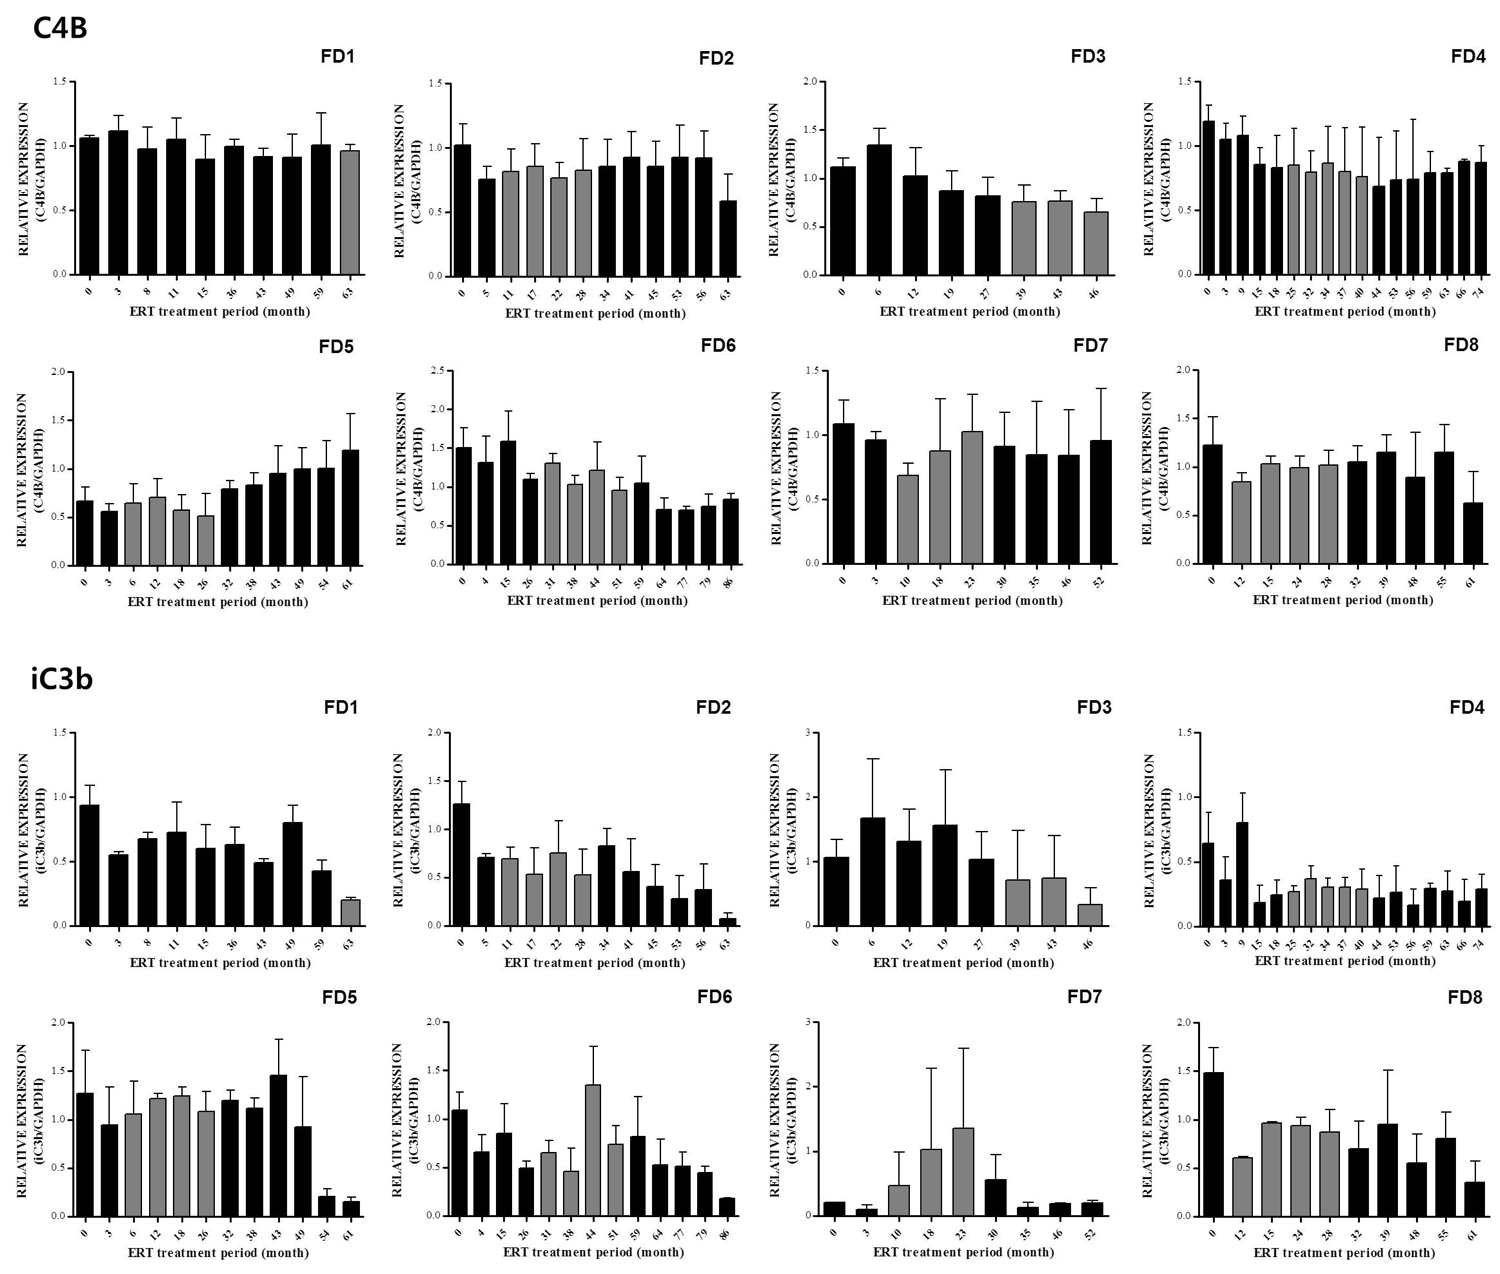 C4B
FD1
RELATIVE EXPRESSION
(C4B/GAPDH)
1.5
1.0
0.5
0.0
0 3 8 11 15 36 43 49 59 63
ERT treatment period (month)
FD2
RELATIVE EXPRESSION
(C4B/GAPDH)
1.5
1.0
0.5
0.0
0 5 11 17 22 28 34 41 45 53 56 63
ERT treatment period (month)
FD3
RELATIVE EXPRESSION
(C4B/GAPDH)
2.0
1.5
1.0
0.5
0.0
0 6 12 19 27 39 43 46
ERT treatment period (month)
FD4
RELATIVE EXPRESSION
(C4B/GAPDH)
1.5
1.0
0.5
0.0
0 3 9 15 18 25 32 34 37 40 44 53 56 59 63 66 74
ERT treatment period (month)
FD5
RELATIVE EXPRESSION
(C4B/GAPDH)
2.0
1.5
1.0
0.5
0.0
0 3 6 12 18 26 32 38 43 49 54 61
ERT treatment period (month)
FD6
RELATIVE EXPRESSION
(C4B/GAPDH)
2.5
2.0
1.5
1.0
0.5
0.0
0 4 15 26 31 38 44 51 59 64 77 79 86
ERT treatment period (month)
FD7
RELATIVE EXPRESSION
(C4B/GAPDH)
1.5
1.0
0.5
0.0
0 3 10 18 23 30 35 46 52
ERT treatment period (month)
FD8
RELATIVE EXPRESSION
(C4B/GAPDH)
2.0
1.5
1.0
0.5
0.0
0 12 15 24 28 32 39 48 55 61
ERT treatment period (month)
iC3b
FD1
RELATIVE EXPRESSION
(iC3b/GAPDH)
1.5
1.0
0.5
0.0
0 3 8 11 15 36 43 49 59 63
ERT treatment period (month)
FD2
RELATIVE EXPRESSION
(iC3b/GAPDH)
2.0
1.5
1.0
0.5
0.0
0 5 11 17 22 28 34 41 45 53 56 63
ERT treatment period (month)
FD3
RELATIVE EXPRESSION
(iC3b/GAPDH)
3
2
1
0
0 6 12 19 27 39 43 46
ERT treatment period (month)
FD4
RELATIVE EXPRESSION
(iC3b/GAPDH)
1.5
1.0
0.5
0.0
0 3 9 15 18 25 32 34 37 40 44 53 56 59 63 66 74
ERT treatment period (month)
FD5
RELATIVE EXPRESSION
(iC3b/GAPDH)
2.0
1.5
1.0
0.5
0.0
0 3 6 12 18 26 32 38 43 49 54 61
ERT treatment period (month)
FD6
RELATIVE EXPRESSION
(iC3b/GAPDH)
2.0
1.5
1.0
0.5
0.0
0 4 15 26 31 38 44 51 59 64 77 79 86
ERT treatment period (month)
FD7
RELATIVE EXPRESSION
(iC3b/GAPDH)
3
2
1
0
0 3 10 18 23 30 35 46 52
ERT treatment period (month)
FD8
RELATIVE EXPRESSION
(iC3b/GAPDH)
2.0
1.5
1.0
0.5
0.0
0 12 15 24 28 32 39 48 55 61
ERT treatment period (month)